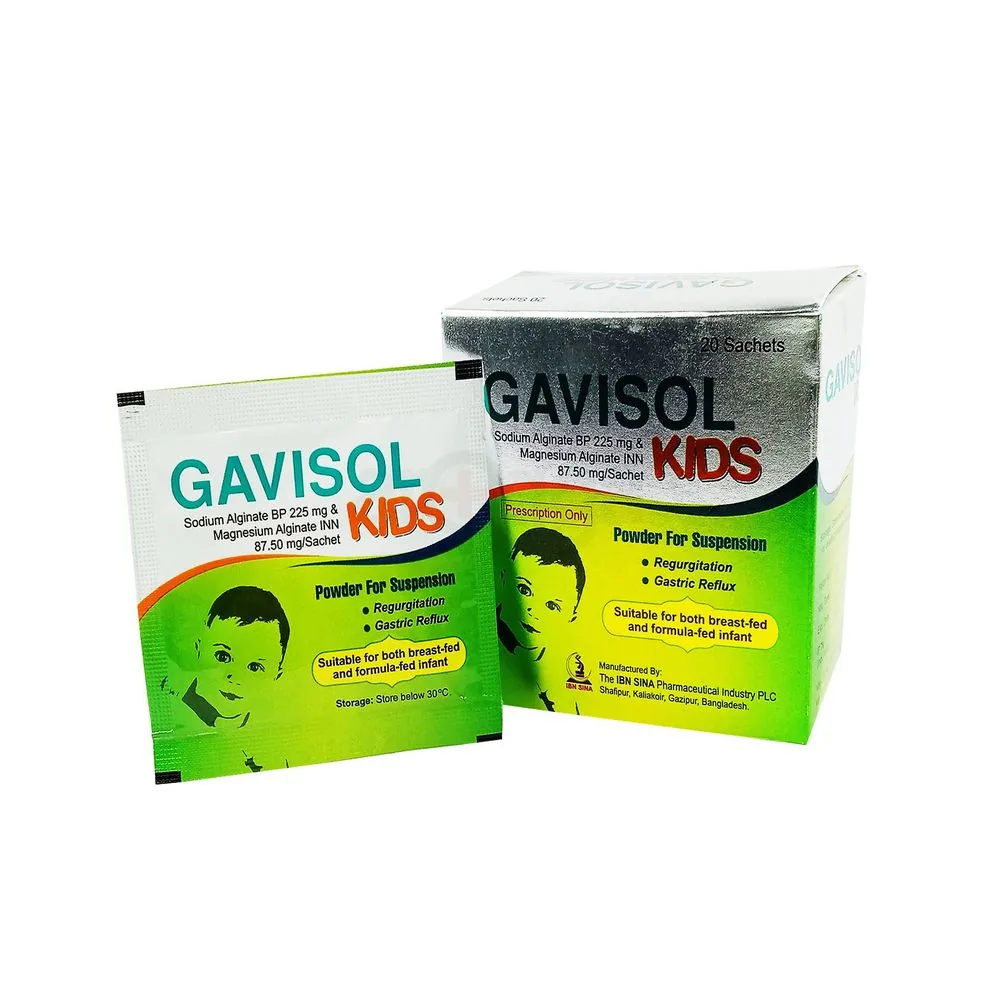 GAVISOL
KIDS
Sodium Alginate BP 225 mg &
Magnesium Alginate INN
87.50 mg/Sachet
Powder For Suspension
• Regurgitation
• Gastric Reflux
Suitable for both breast-fed
and formula-fed infant
Storage: Store below 30°C.
GAVISOL
20 Sachets
20 Sachets
GAVISOL
KIDS
Sodium Alginate BP 225 mg &
Magnesium Alginate INN
87.50 mg/Sachet
Prescription Only
Powder For Suspension
• Regurgitation
• Gastric Reflux
Suitable for both breast-fed
and formula-fed infant
IBN SINA
Manufactured By:
The IBN SINA Pharmaceutical Industry PLC
Shafipur, Kaliakoir, Gazipur, Bangladesh.
GAVISOL